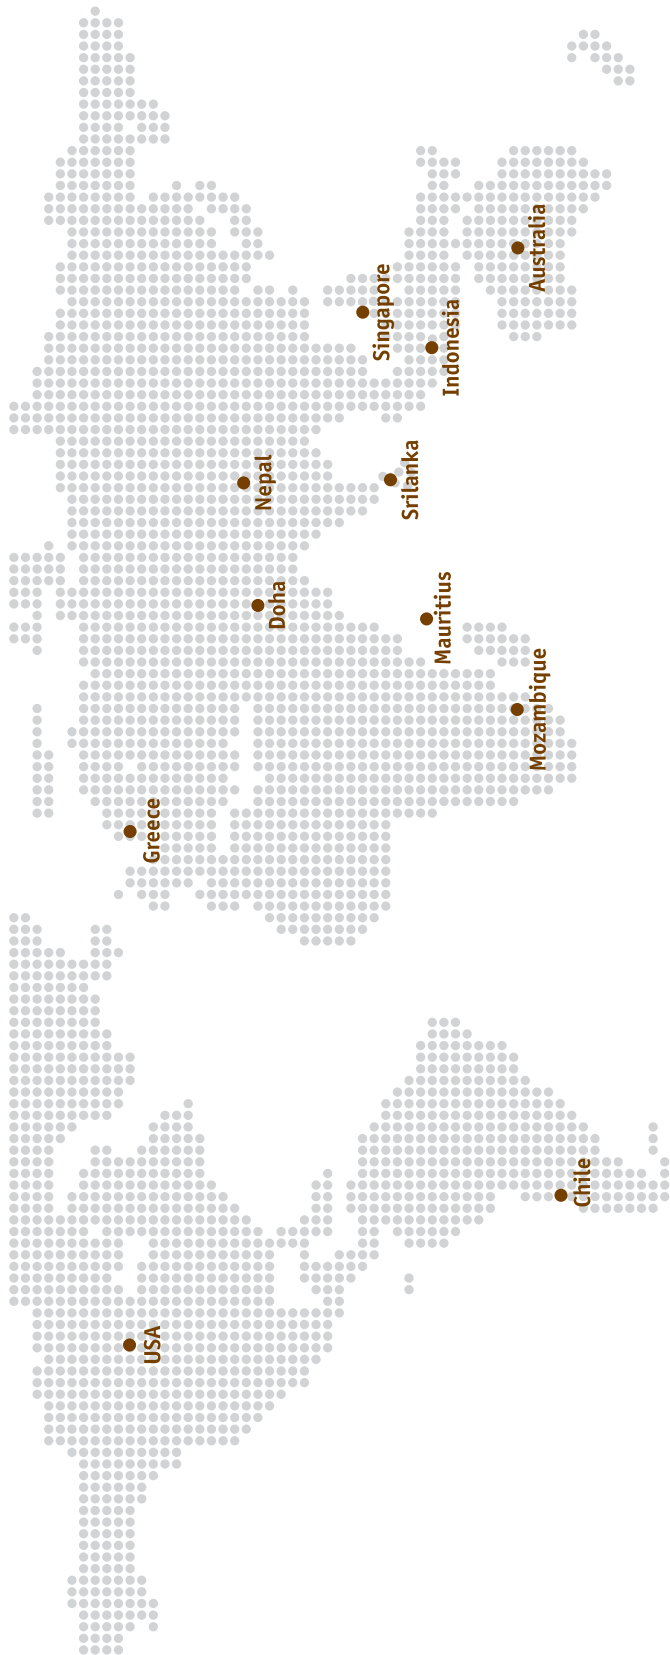 USA
Chile
Greece
Mozambique
Mauritius
Doha
Nepal
Srilanka
Indonesia
Singapore
Australia